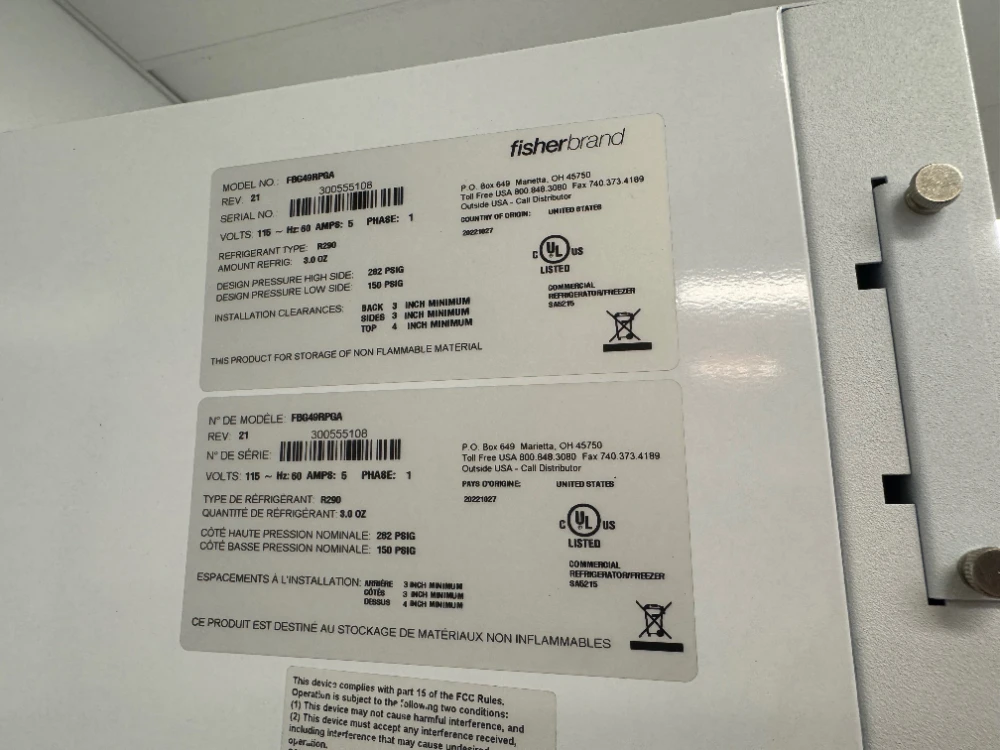 fisherbrand
MODEL NO.: FBG49RPGA
REV: 21
300555108
SERIAL NO.
VOLTS: 115 ~ Hz: 60 AMPS: 5 PHASE: 1
REFRIGERANT TYPE: R290
AMOUNT REFRIG: 3.0 OZ
DESIGN PRESSURE HIGH SIDE: 282 PSIG
DESIGN PRESSURE LOW SIDE: 150 PSIG
INSTALLATION CLEARANCES: BACK 3 INCH MINIMUM
SIDES 3 INCH MINIMUM
TOP 4 INCH MINIMUM
THIS PRODUCT FOR STORAGE OF NON FLAMMABLE MATERIAL
P.O. Box 649 Marietta, OH 45750
Toll Free USA 800.848.3080 Fax 740.373.4189
Outside USA - Call Distributor
COUNTRY OF ORIGIN: UNITED STATES
20221027
C UL US
LISTED
COMMERCIAL
REFRIGERATOR/FREEZER
SA5215
N° DE MODÈLE: FBG49RPGA
REV: 21
300555108
N° DE SÉRIE:
VOLTS: 115 ~ Hz: 60 AMPS: 5 PHASE: 1
TYPE DE RÉFRIGÉRANT: R290
QUANTITÉ DE RÉFRIGÉRANT: 3.0 OZ
CÔTÉ HAUTE PRESSION NOMINALE: 282 PSIG
CÔTÉ BASSE PRESSION NOMINALE: 150 PSIG
ESPACEMENTS À L'INSTALLATION: ARRIÈRE 3 INCH MINIMUM
CÔTÉS 3 INCH MINIMUM
DESSUS 4 INCH MINIMUM
CE PRODUIT EST DESTINÉ AU STOCKAGE DE MATÉRIAUX NON INFLAMMABLES
P.O. Box 649 Marietta, OH 45750
Toll Free USA 800.848.3080 Fax 740.373.4189
Outside USA - Call Distributor
PAYS D'ORIGINE: UNITED STATES
20221027
C UL US
LISTED
COMMERCIAL
REFRIGERATOR/FREEZER
SA5215
This device complies with part 15 of the FCC Rules.
Operation is subject to the following two conditions:
(1) This device may not cause harmful interference, and
(2) This device must accept any interference received,
including interference that may cause undesired
operation.